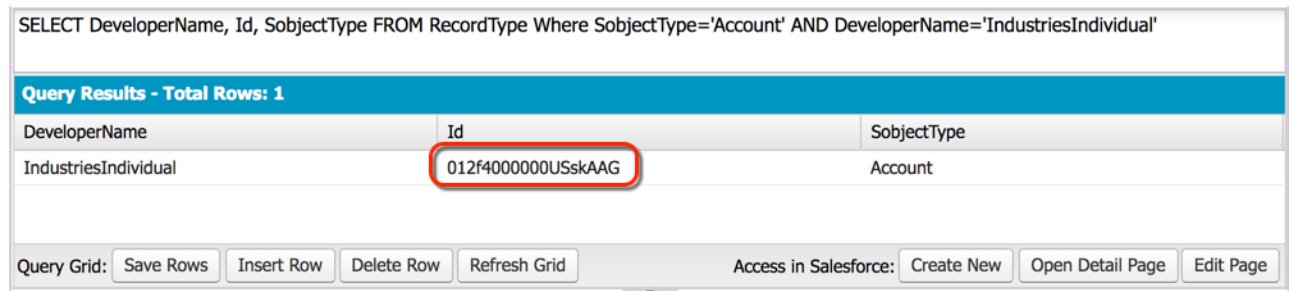 SELECT DeveloperName, Id, SobjectType FROM RecordType Where SobjectType='Account' AND DeveloperName='IndustriesIndividual'
Query Results - Total Rows: 1
DeveloperName Id SobjectType
IndustriesIndividual 012f4000000USskAAG Account
Query Grid: Save Rows Insert Row Delete Row Refresh Grid Access in Salesforce: Create New Open Detail Page Edit Page